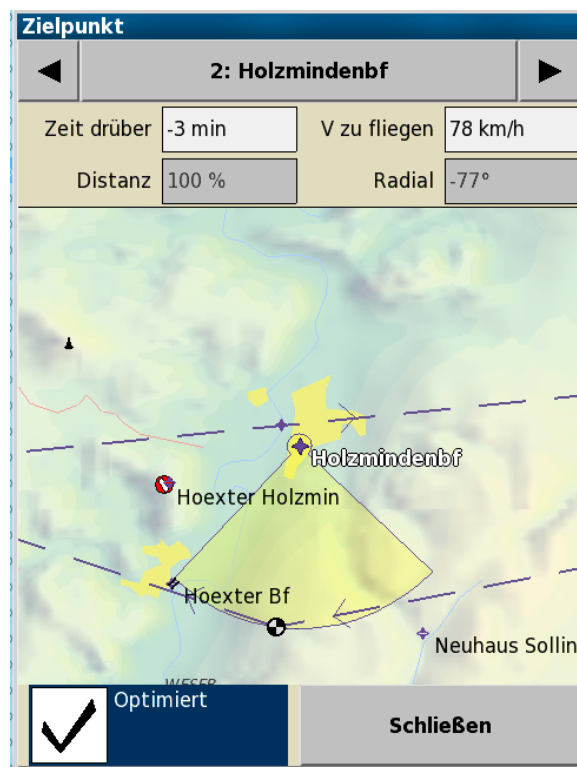 Zielpunkt
2: Holzmindenbf
Zeit drüber -3 min V zu fliegen 78 km/h
Distanz 100 % Radial -77°
Holzmindenbf
Hoexter Holzmin
Hoexter Bf
Neuhaus Sollin
WESER
Optimiert
Schließen